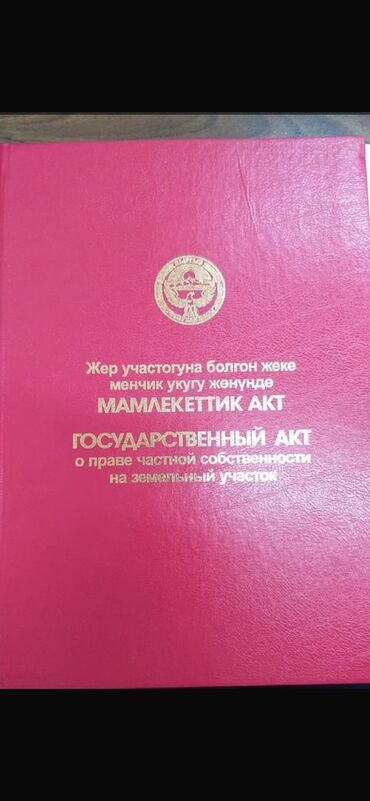 Жер участогуна болгон жеке
менчик укугу жөнүндө
МАМЛЕКЕТТИК АКТ
ГОСУДАРСТВЕННЫЙ АКТ
о праве частной собственности
на земельный участок